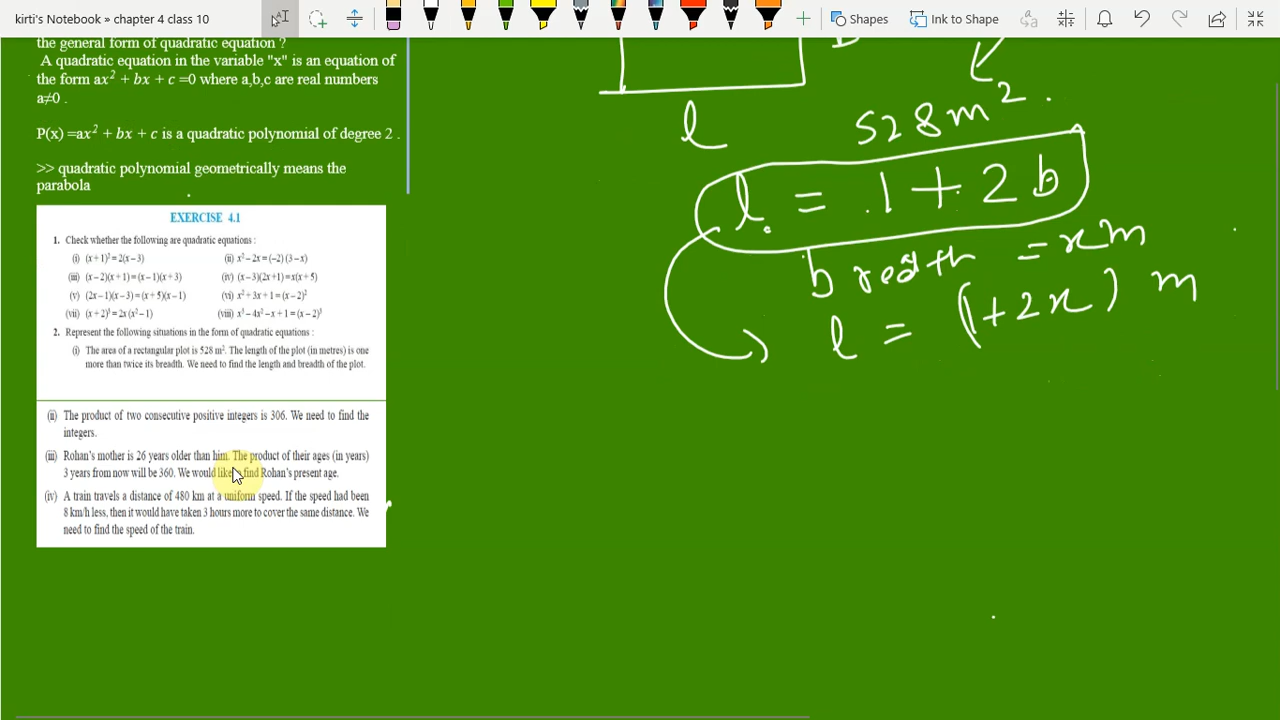 kirti's Notebook » chapter 4 class 10
Shapes
Ink to Shape
the general form of quadratic equation ?
A quadratic equation in the variable "x" is an equation of
the form ax² + bx + c =0 where a,b,c are real numbers
a≠0 .
P(x) =ax² + bx + c is a quadratic polynomial of degree 2 .
>> quadratic polynomial geometrically means the
parabola
EXERCISE 4.1
1. Check whether the following are quadratic equations :
(i) (x + 1)² = 2(x – 3) (ii) x² – 2x = (–2) (3 – x)
(iii) (x – 2)(x + 1) = (x – 1)(x + 3) (iv) (x – 3)(2x +1) = x(x + 5)
(v) (2x – 1)(x – 3) = (x + 5)(x – 1) (vi) x² + 3x + 1 = (x – 2)²
(vii) (x + 2)³ = 2x (x² – 1) (viii) x³ – 4x² – x + 1 = (x – 2)³
2. Represent the following situations in the form of quadratic equations :
(i) The area of a rectangular plot is 528 m². The length of the plot (in metres) is one
more than twice its breadth. We need to find the length and breadth of the plot.
(ii) The product of two consecutive positive integers is 306. We need to find the
integers.
(iii) Rohan's mother is 26 years older than him. The product of their ages (in years)
3 years from now will be 360. We would like find Rohan's present age.
(iv) A train travels a distance of 480 km at a uniform speed. If the speed had been
8 km/h less, then it would have taken 3 hours more to cover the same distance. We
need to find the speed of the train.
l
528m².
l = 1 + 2b
breadth = x m
l = (1+2x) m